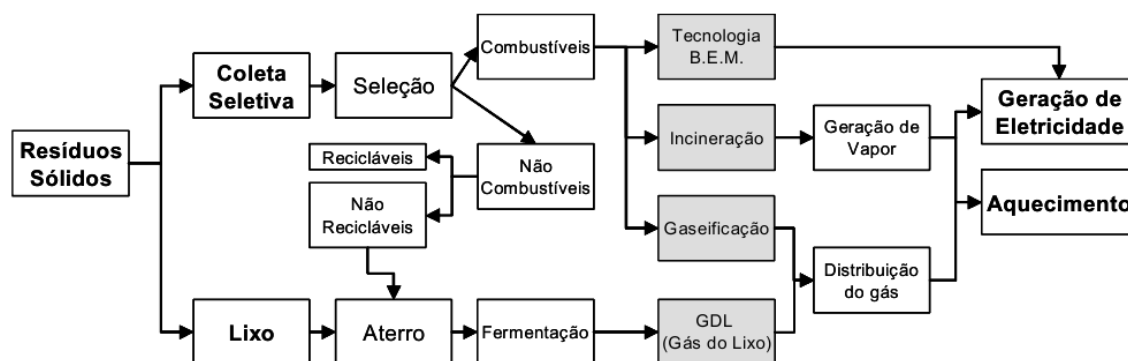 Resíduos
Sólidos
Coleta
Seletiva
Seleção
Combustíveis
Não
Combustíveis
Recicláveis
Não
Recicláveis
Lixo
Aterro
Fermentação
Tecnologia
B.E.M.
Incineração
Gaseificação
GDL
(Gás do Lixo)
Geração de
Vapor
Distribuição
do gás
Geração de
Eletricidade
Aquecimento